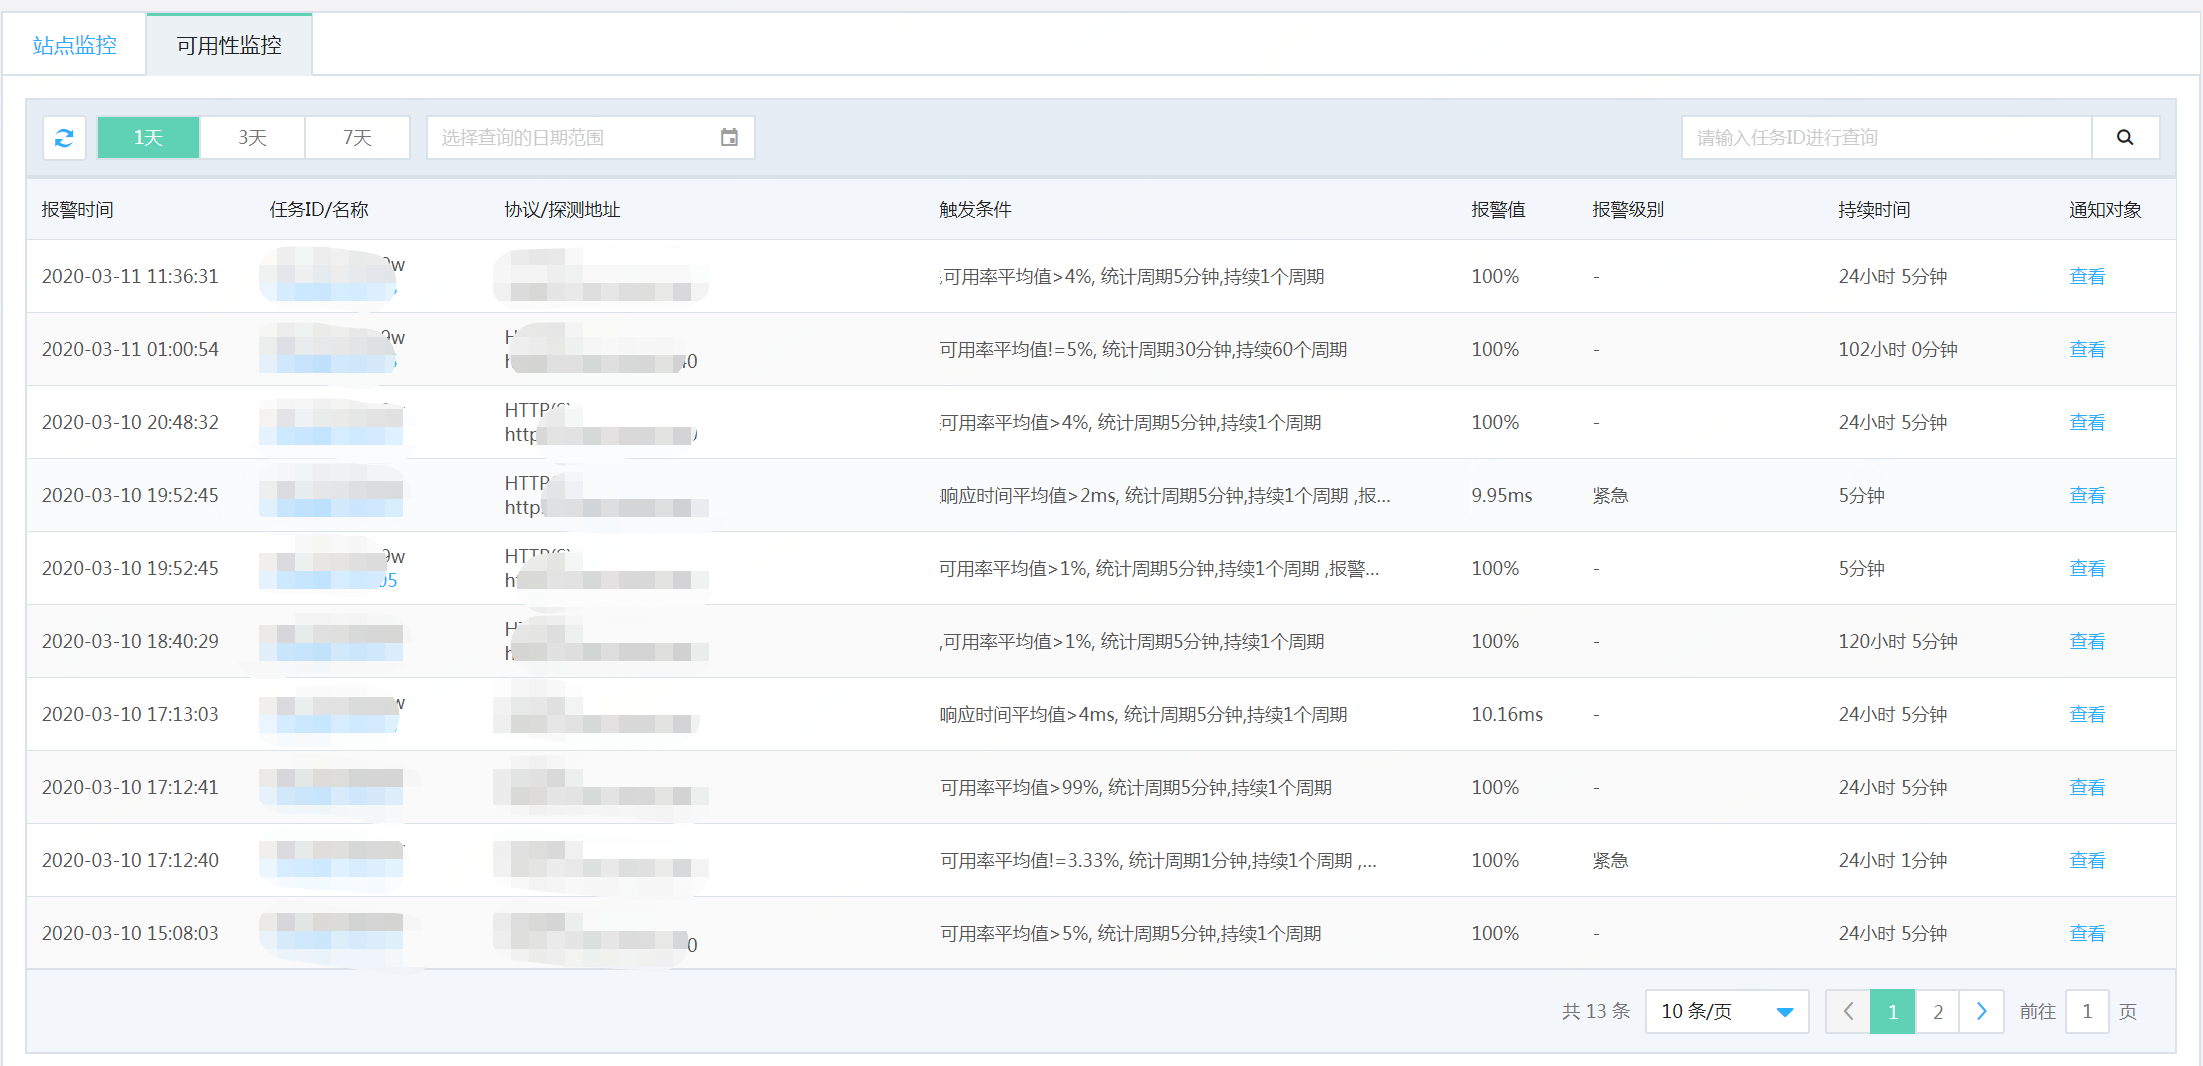 站点监控 可用性监控
1天 3天 7天 选择查询的日期范围 请输入任务ID进行查询
报警时间 任务ID/名称 协议/探测地址 触发条件 报警值 报警级别 持续时间 通知对象
2020-03-11 11:36:31 w 可用率平均值>4%, 统计周期5分钟,持续1个周期 100% - 24小时 5分钟 查看
2020-03-11 01:00:54 9w H h 0 可用率平均值!=5%, 统计周期30分钟,持续60个周期 100% - 102小时 0分钟 查看
2020-03-10 20:48:32 HTTP(S) http 可用率平均值>4%, 统计周期5分钟,持续1个周期 100% - 24小时 5分钟 查看
2020-03-10 19:52:45 HTTP http 响应时间平均值>2ms, 统计周期5分钟,持续1个周期 ,报... 9.95ms 紧急 5分钟 查看
2020-03-10 19:52:45 9w 05 HTTP(S) h 可用率平均值>1%, 统计周期5分钟,持续1个周期 ,报警... 100% - 5分钟 查看
2020-03-10 18:40:29 H h ,可用率平均值>1%, 统计周期5分钟,持续1个周期 100% - 120小时 5分钟 查看
2020-03-10 17:13:03 w 响应时间平均值>4ms, 统计周期5分钟,持续1个周期 10.16ms - 24小时 5分钟 查看
2020-03-10 17:12:41 可用率平均值>99%, 统计周期5分钟,持续1个周期 100% - 24小时 5分钟 查看
2020-03-10 17:12:40 可用率平均值!=3.33%, 统计周期1分钟,持续1个周期 ,... 100% 紧急 24小时 1分钟 查看
2020-03-10 15:08:03 0 可用率平均值>5%, 统计周期5分钟,持续1个周期 100% - 24小时 5分钟 查看
共 13 条 10 条/页 1 2 前往 1 页